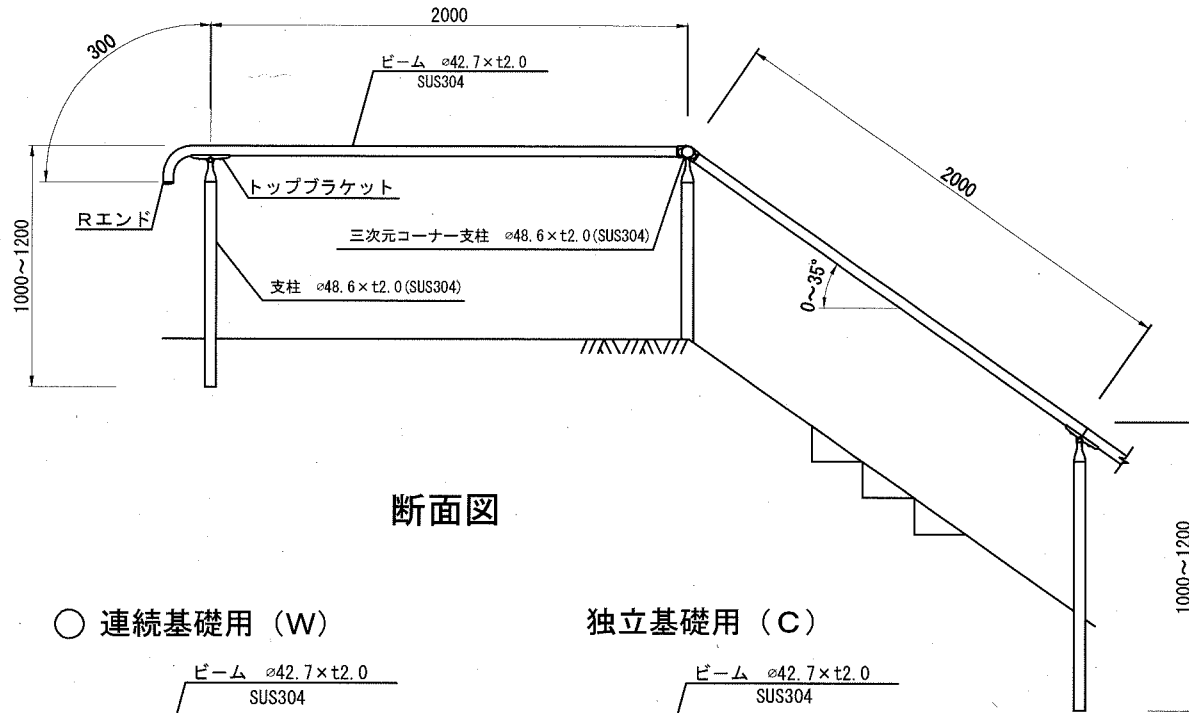 2000
300
ビーム ⌀42.7×t2.0
SUS304
トップブラケット
Rエンド
三次元コーナー支柱 ⌀48.6×t2.0(SUS304)
支柱 ⌀48.6×t2.0(SUS304)
1000～1200
2000
0～35°
断面図
1000～1200
○ 連続基礎用（W）
独立基礎用（C）
ビーム ⌀42.7×t2.0
SUS304
ビーム ⌀42.7×t2.0
SUS304